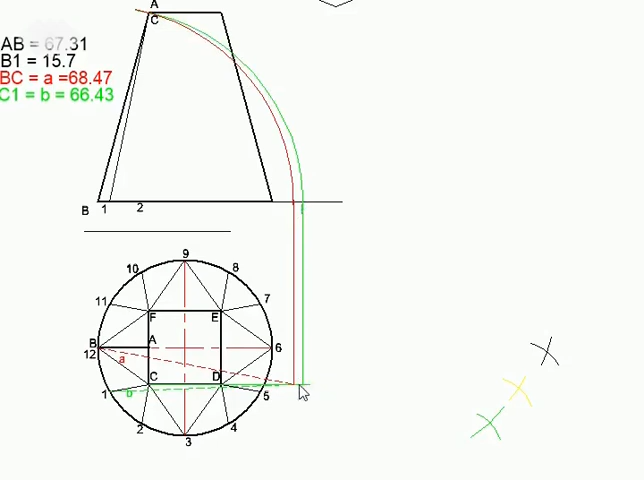 A
C
AB = 67.31
B1 = 15.7
BC = a =68.47
C1 = b = 66.43
B 1 2
9
10 8
11 7
F E
B A 6
12
a
C D
1 b 5
2 4
3